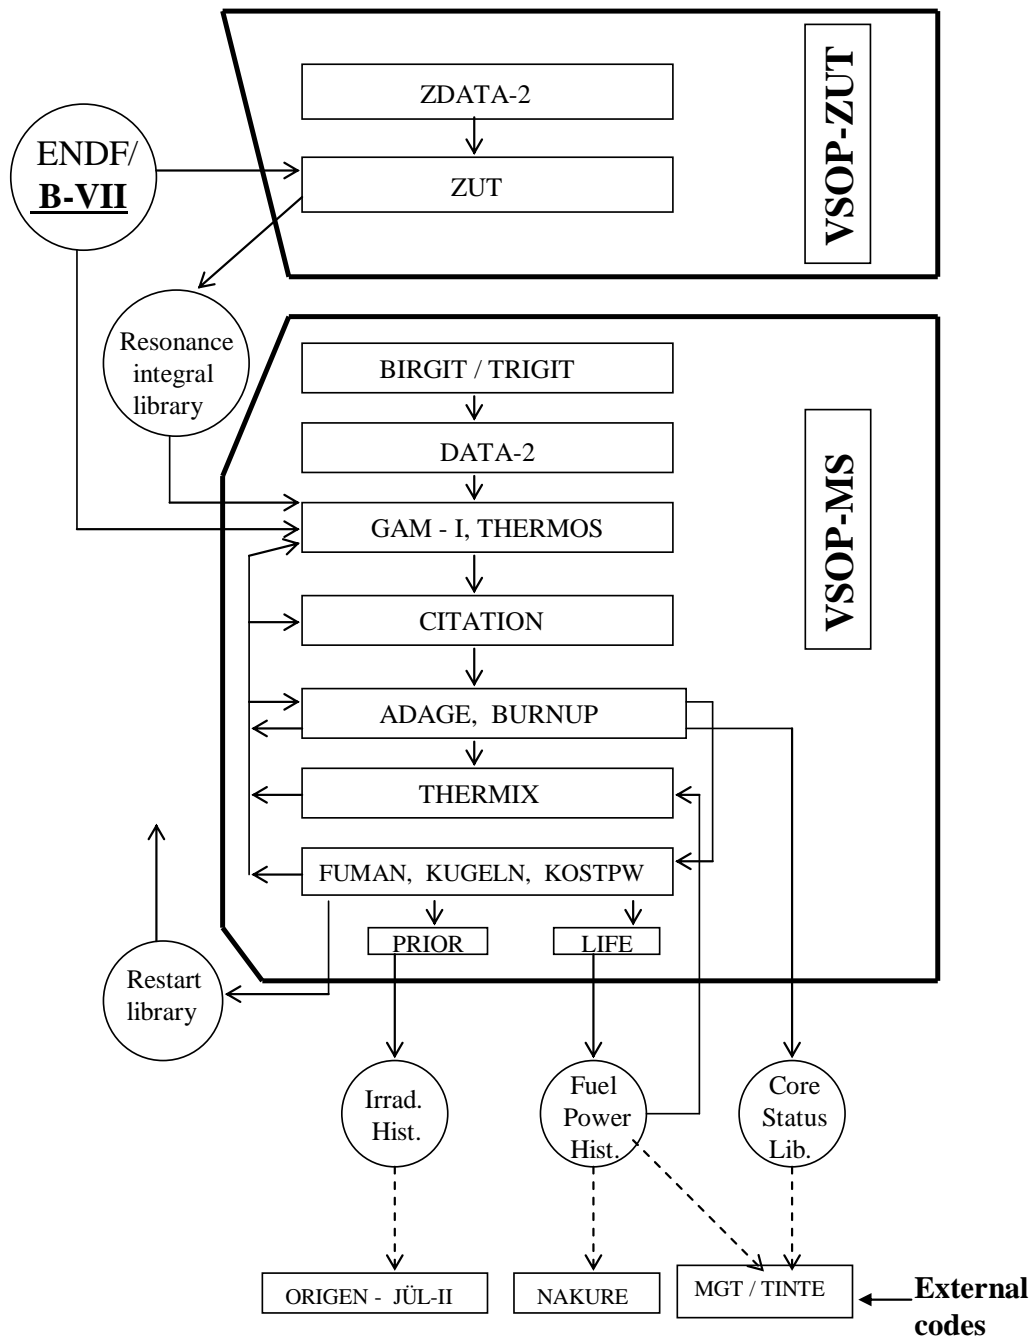 ZDATA-2
VSOP-ZUT
ENDF/
B-VII
ZUT
Resonance
integral
library
BIRGIT / TRIGIT
DATA-2
VSOP-MS
GAM - I, THERMOS
CITATION
ADAGE, BURNUP
THERMIX
FUMAN, KUGELN, KOSTPW
PRIOR
LIFE
Restart
library
Irrad.
Hist.
Fuel
Power
Hist.
Core
Status
Lib.
ORIGEN - JÜL-II
NAKURE
MGT / TINTE
External
codes